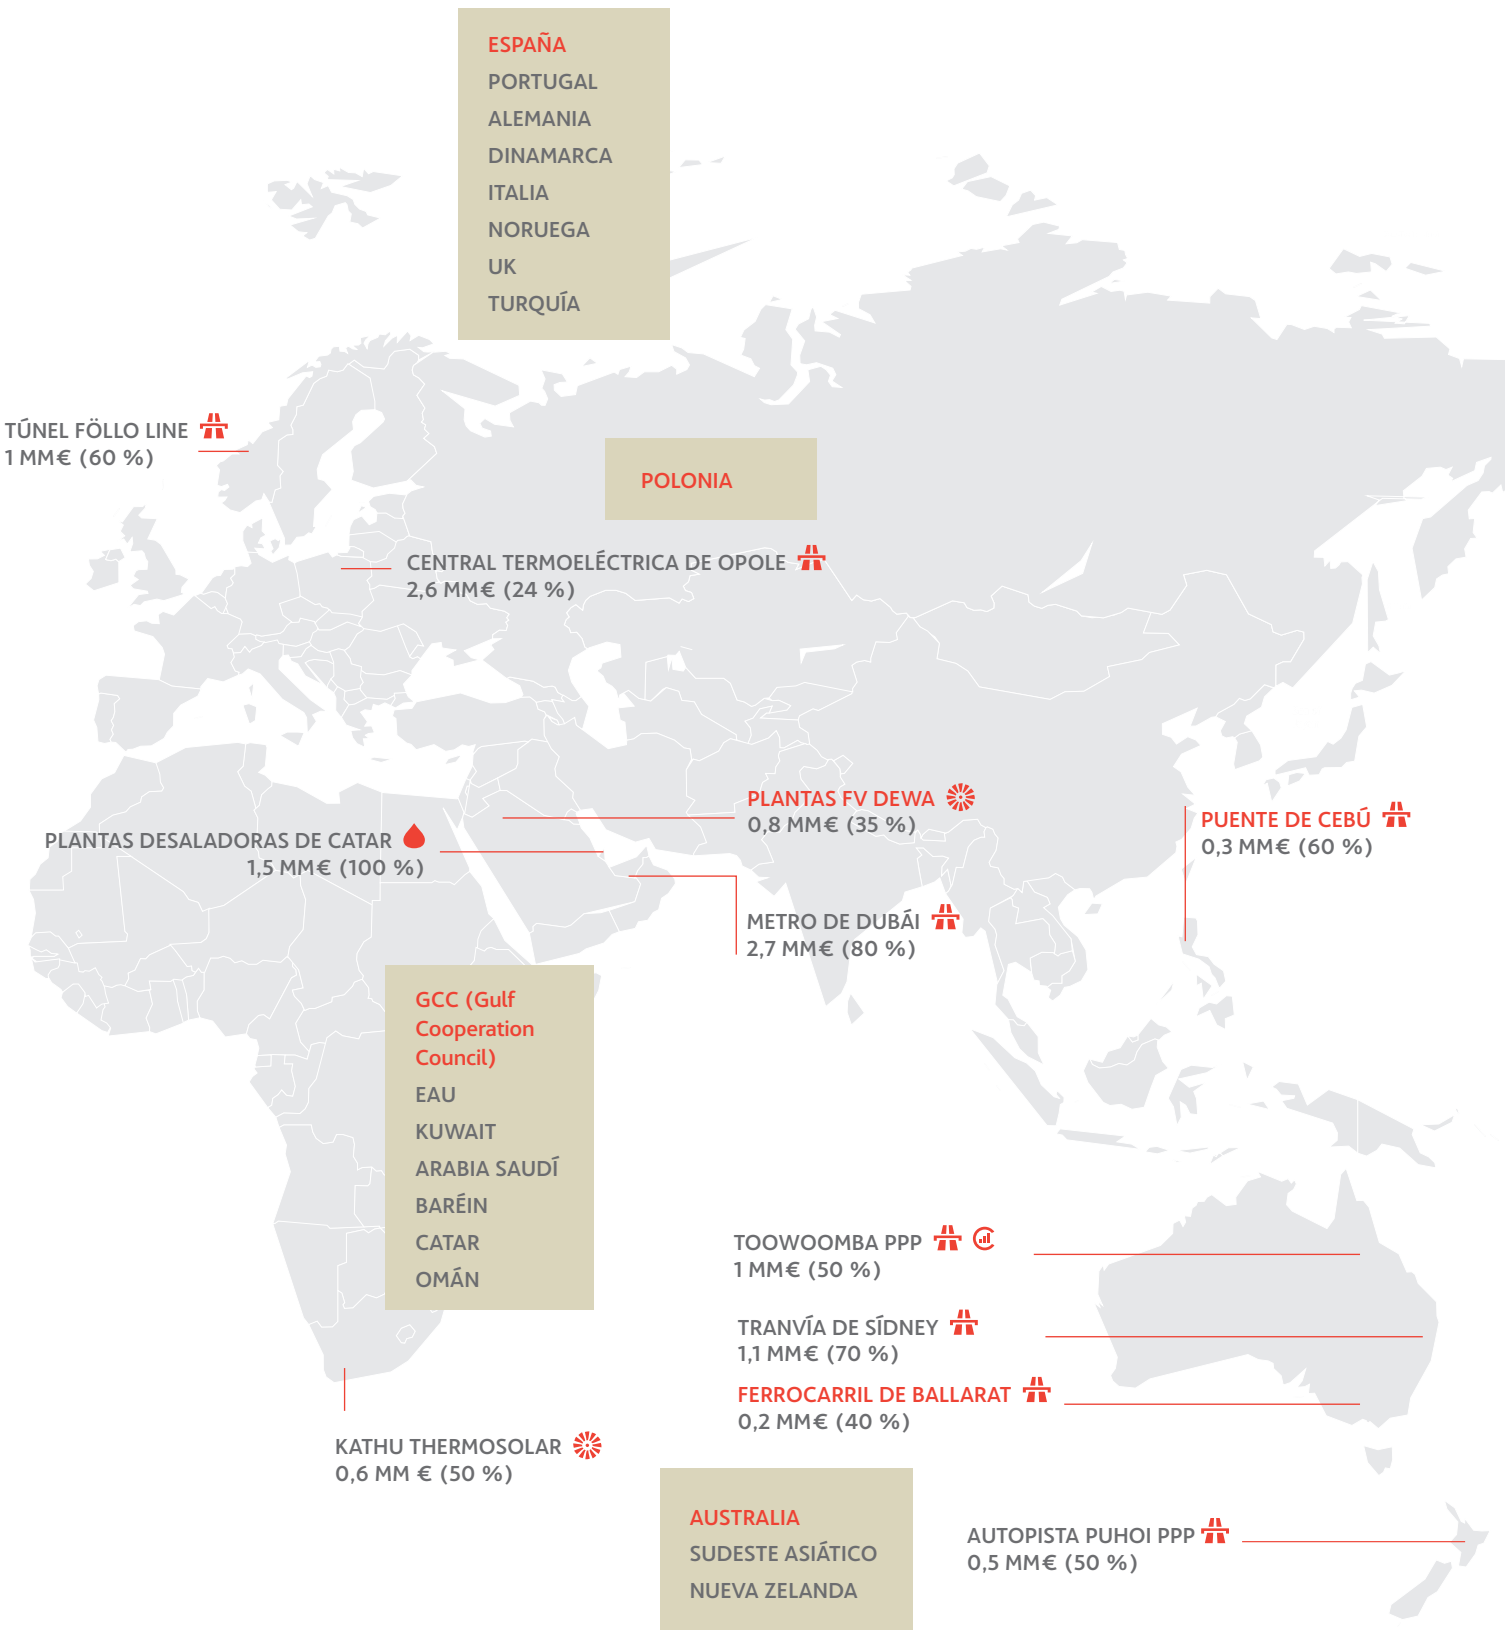 ESPAÑA
PORTUGAL
ALEMANIA
DINAMARCA
ITALIA
NORUEGA
UK
TURQUÍA
TÚNEL FÖLLO LINE
1 MM€ (60 %)
POLONIA
CENTRAL TERMOELÉCTRICA DE OPOLE
2,6 MM€ (24 %)
PLANTAS FV DEWA
0,8 MM€ (35 %)
PUENTE DE CEBÚ
0,3 MM€ (60 %)
PLANTAS DESALADORAS DE CATAR
1,5 MM€ (100 %)
METRO DE DUBÁI
2,7 MM€ (80 %)
GCC (Gulf
Cooperation
Council)
EAU
KUWAIT
ARABIA SAUDÍ
BARÉIN
CATAR
OMÁN
TOOWOOMBA PPP
1 MM€ (50 %)
TRANVÍA DE SÍDNEY
1,1 MM€ (70 %)
FERROCARRIL DE BALLARAT
0,2 MM€ (40 %)
KATHU THERMOSOLAR
0,6 MM € (50 %)
AUSTRALIA
SUDESTE ASIÁTICO
NUEVA ZELANDA
AUTOPISTA PUHOI PPP
0,5 MM€ (50 %)